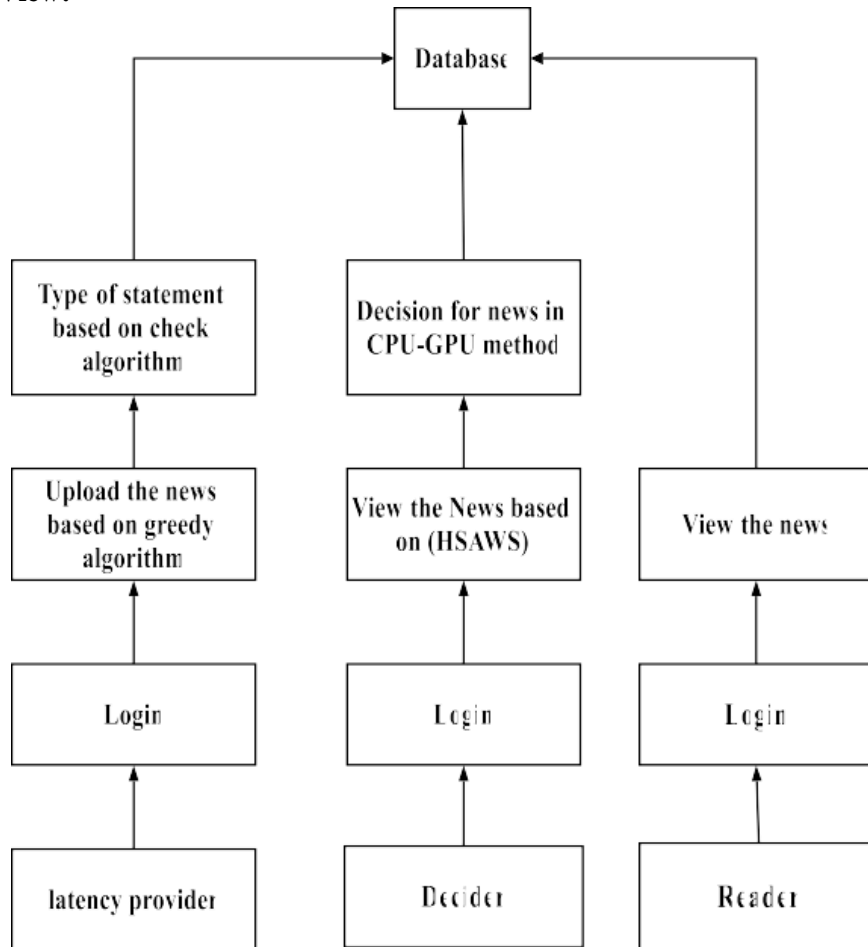 FLOW:
Database
Type of statement
based on check
algorithm
Decision for news in
CPU-GPU method
Upload the news
based on greedy
algorithm
View the News based
on (HSAWS)
View the news
Login
Login
Login
latency provider
Decider
Reader